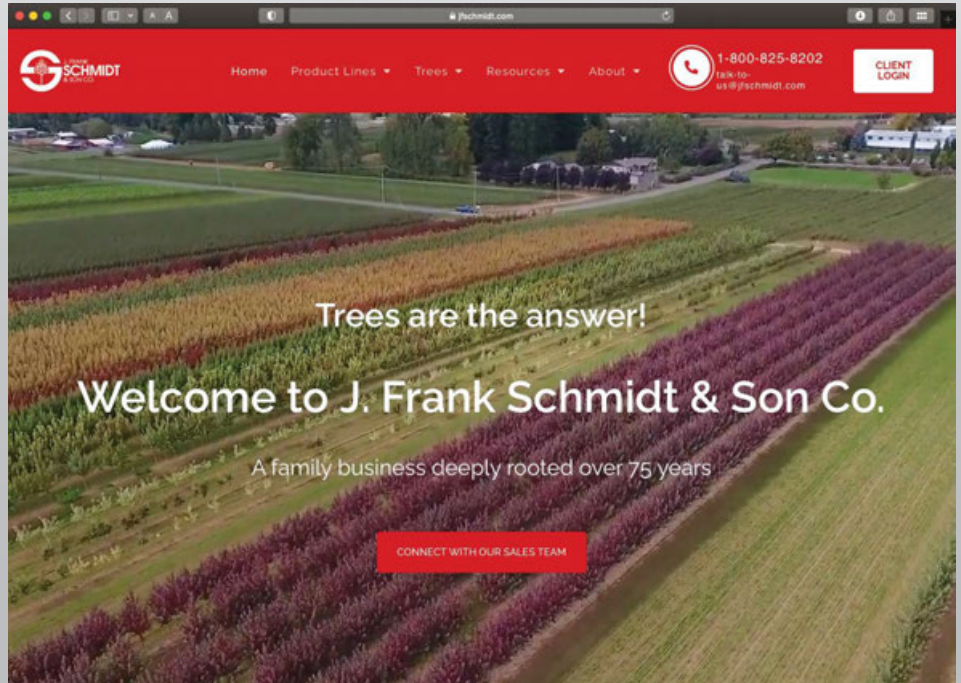 A A
jfschmidt.com
J. FRANK
SCHMIDT
& SON CO.
Home
Product Lines
Trees
Resources
About
1-800-825-8202
talk-to-
us@jfschmidt.com
CLIENT
LOGIN
Trees are the answer!
Welcome to J. Frank Schmidt & Son Co.
A family business deeply rooted over 75 years
CONNECT WITH OUR SALES TEAM